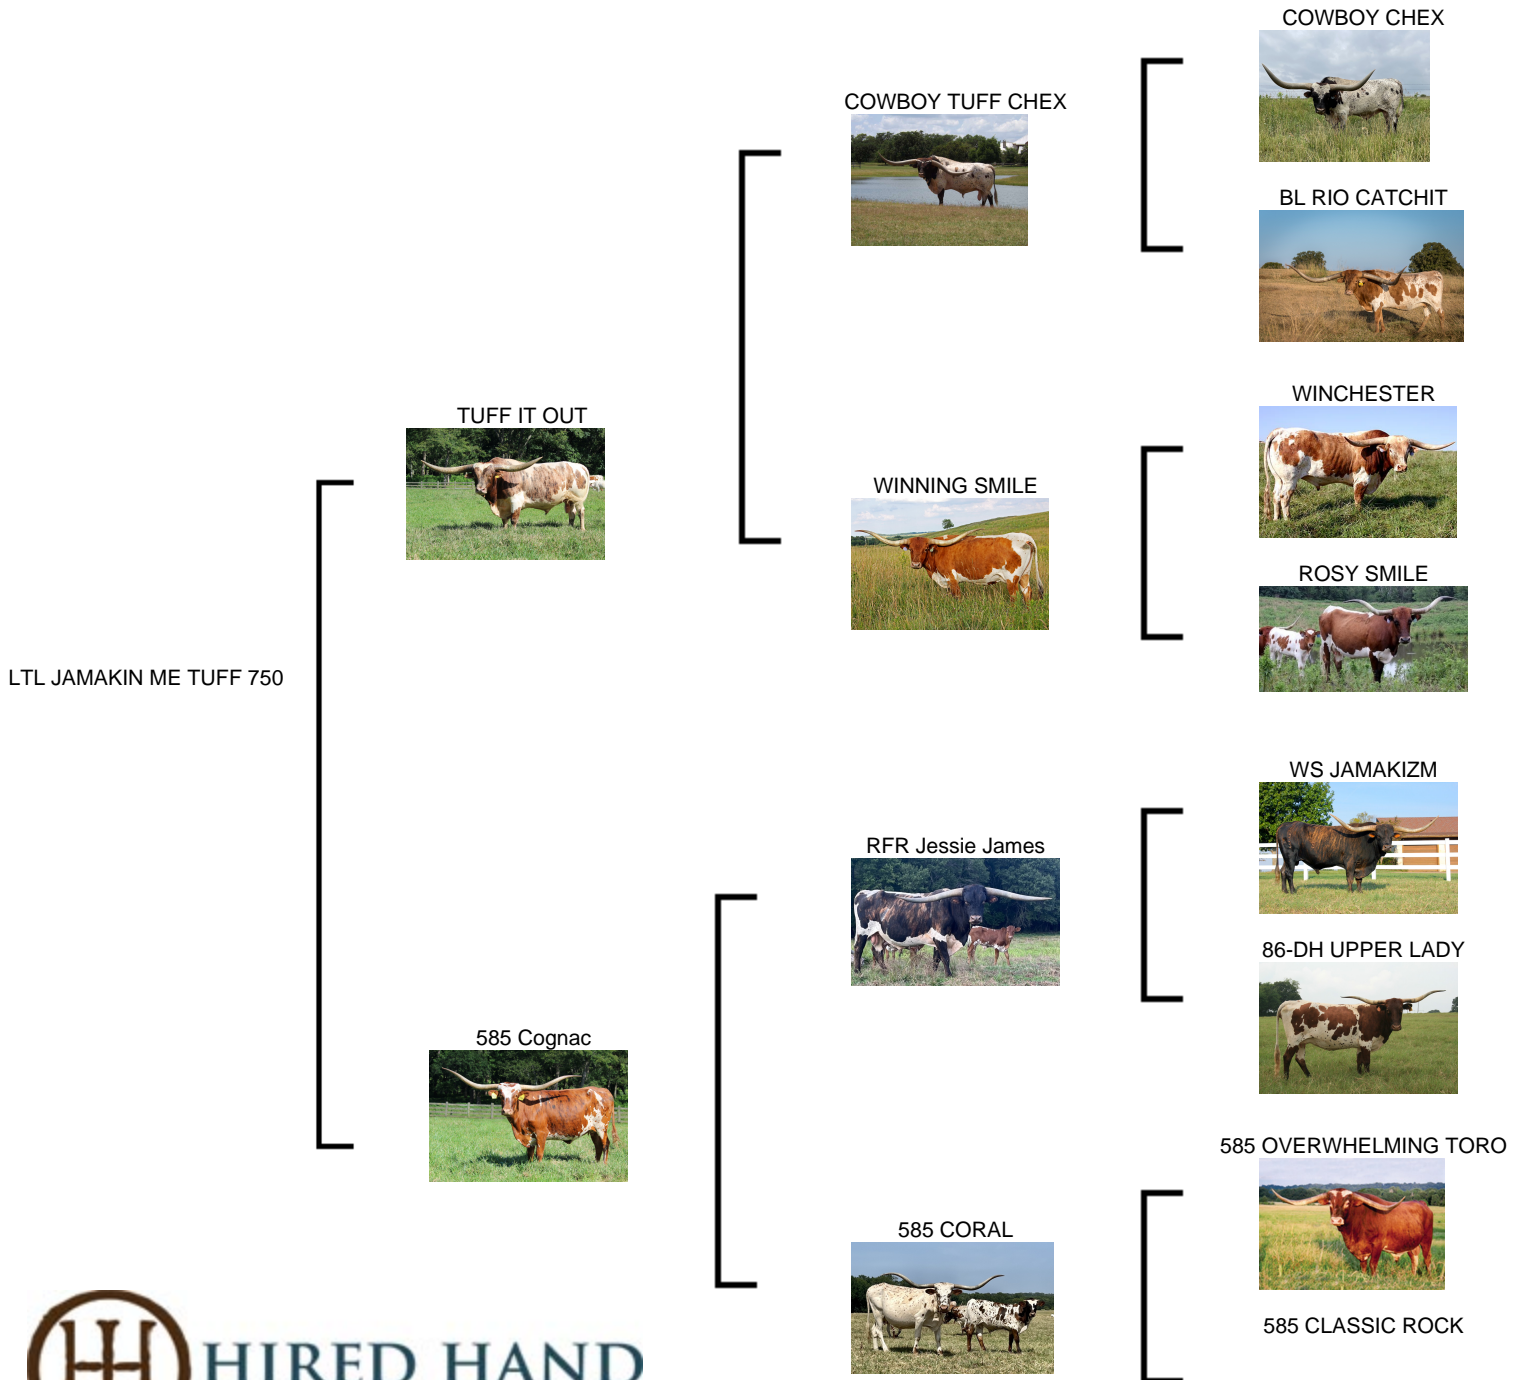 COWBOY CHEX
COWBOY TUFF CHEX
BL RIO CATCHIT
WINCHESTER
TUFF IT OUT
WINNING SMILE
ROSY SMILE
LTL JAMAKIN ME TUFF 750
WS JAMAKIZM
RFR Jessie James
86-DH UPPER LADY
585 Cognac
585 OVERWHELMING TORO
585 CORAL
585 CLASSIC ROCK
HIRED HAND